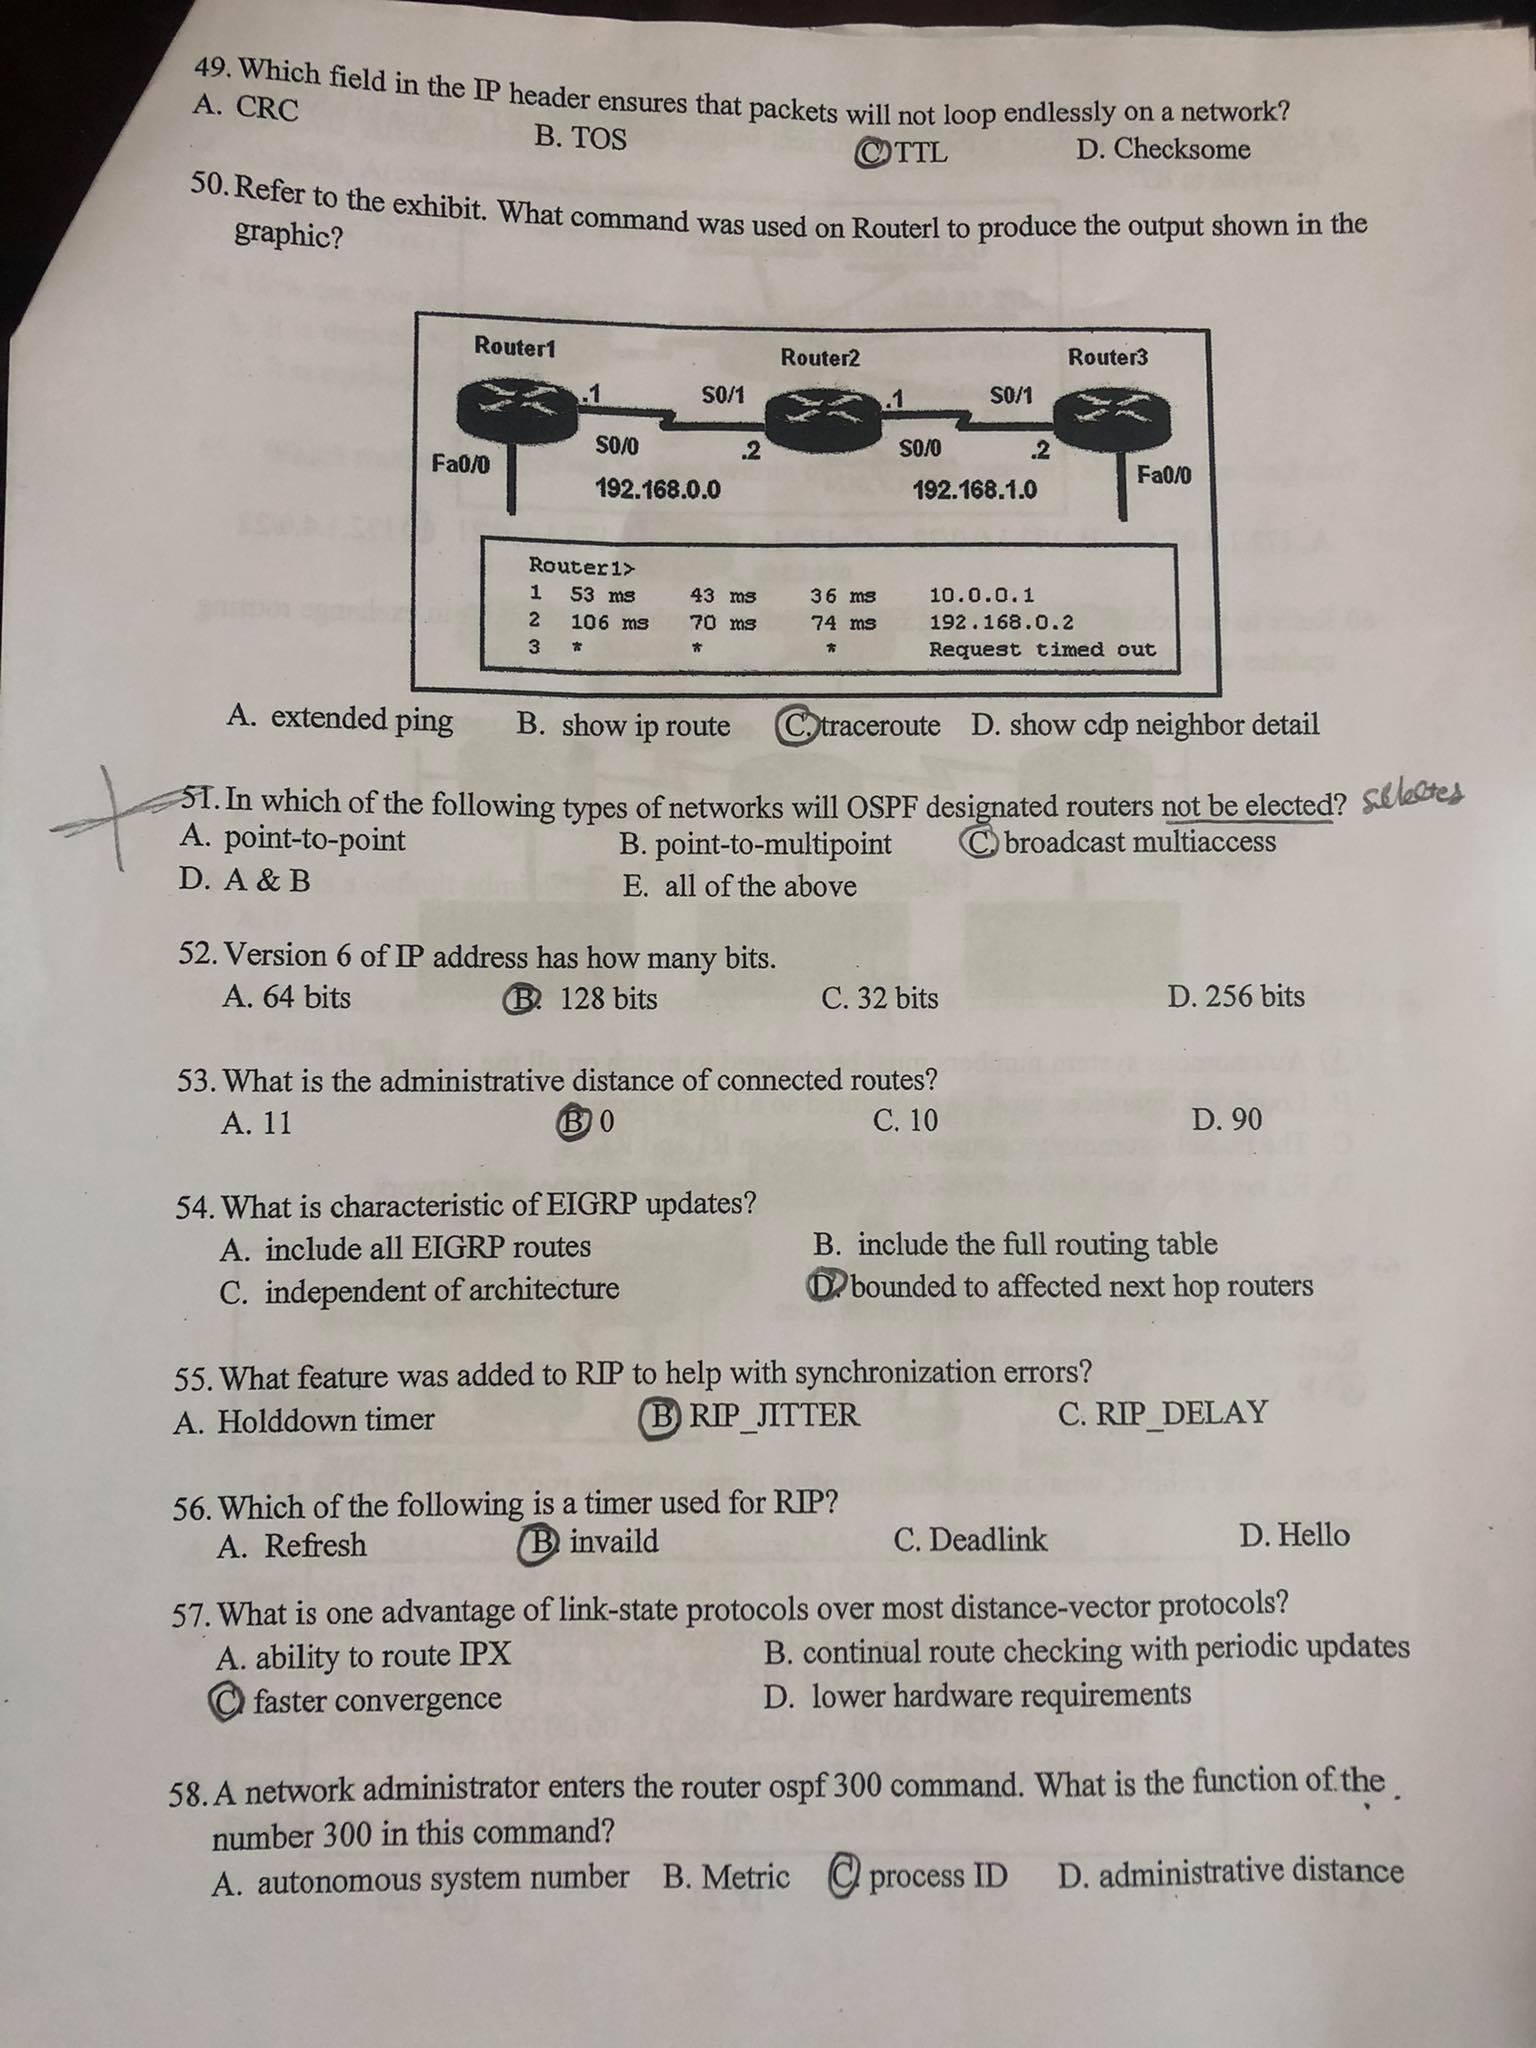 49. Which field in the IP header ensures that packets will not loop endlessly on a network?
A. CRC B. TOS C TTL D. Checksome
50. Refer to the exhibit. What command was used on Routerl to produce the output shown in the
graphic?
Router1 Router2 Router3
.1 S0/1 .1 S0/1
Fa0/0 S0/0 .2 S0/0 .2 Fa0/0
192.168.0.0 192.168.1.0
Router1>
1 53 ms 43 ms 36 ms 10.0.0.1
2 106 ms 70 ms 74 ms 192.168.0.2
3 * * * Request timed out
A. extended ping B. show ip route C. traceroute D. show cdp neighbor detail
51. In which of the following types of networks will OSPF designated routers not be elected?
A. point-to-point B. point-to-multipoint C broadcast multiaccess
D. A & B E. all of the above
52. Version 6 of IP address has how many bits.
A. 64 bits B. 128 bits C. 32 bits D. 256 bits
53. What is the administrative distance of connected routes?
A. 11 B 0 C. 10 D. 90
54. What is characteristic of EIGRP updates?
A. include all EIGRP routes B. include the full routing table
C. independent of architecture D. bounded to affected next hop routers
55. What feature was added to RIP to help with synchronization errors?
A. Holddown timer B RIP_JITTER C. RIP_DELAY
56. Which of the following is a timer used for RIP?
A. Refresh B. invaild C. Deadlink D. Hello
57. What is one advantage of link-state protocols over most distance-vector protocols?
A. ability to route IPX B. continual route checking with periodic updates
C faster convergence D. lower hardware requirements
58. A network administrator enters the router ospf 300 command. What is the function of the
number 300 in this command?
A. autonomous system number B. Metric C process ID D. administrative distance